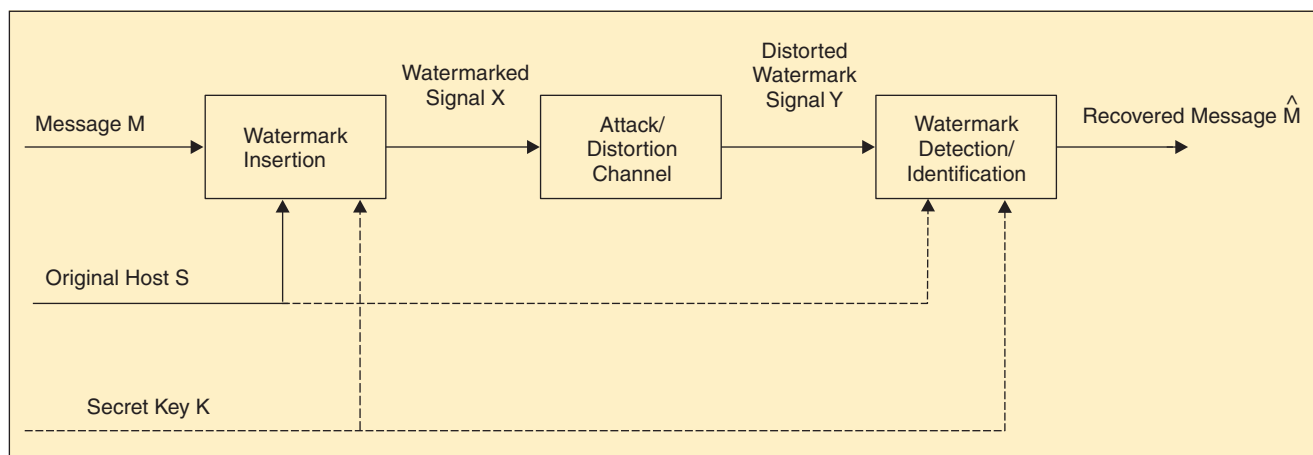 Message M
Watermark
Insertion
Watermarked
Signal X
Attack/
Distortion
Channel
Distorted
Watermark
Signal Y
Watermark
Detection/
Identification
Recovered Message M̂
Original Host S
Secret Key K